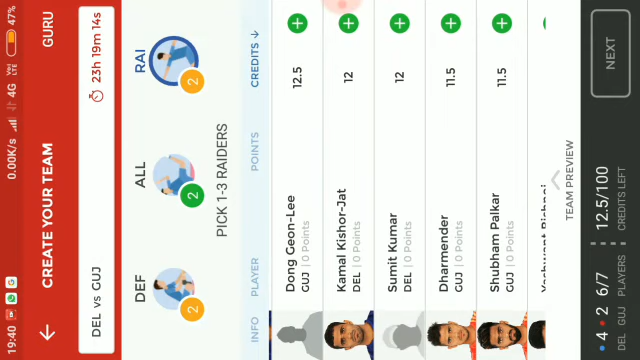 19:40 G 0.00K/s 4G VoLTE 47%
← CREATE YOUR TEAM GURU
DEL vs GUJ 23h 19m 14s
DEF ALL RAI
2 2 2
PICK 1-3 RAIDERS
INFO PLAYER POINTS CREDITS ↓
Dong Geon-Lee
GUJ | 0 Points
12.5
Kamal Kishor-Jat
DEL | 0 Points
12
Sumit Kumar
DEL | 0 Points
12
Dharmender
GUJ | 0 Points
11.5
Shubham Palkar
GUJ | 0 Points
11.5
TEAM PREVIEW
4 2 6/7 12.5/100
DEL GUJ PLAYERS CREDITS LEFT
NEXT